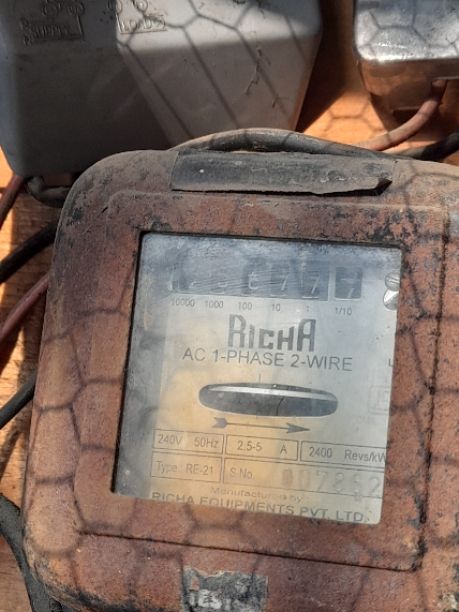 10000 1000 100 10 1 1/10
RICHA
AC 1-PHASE 2-WIRE
240V 50Hz 2.5-5 A 2400 Revs/kW
Type RE-21 S.No.
Manufactured by
RICHA EQUIPMENTS PVT. LTD.
TEST